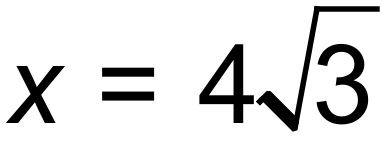 x = 4√3